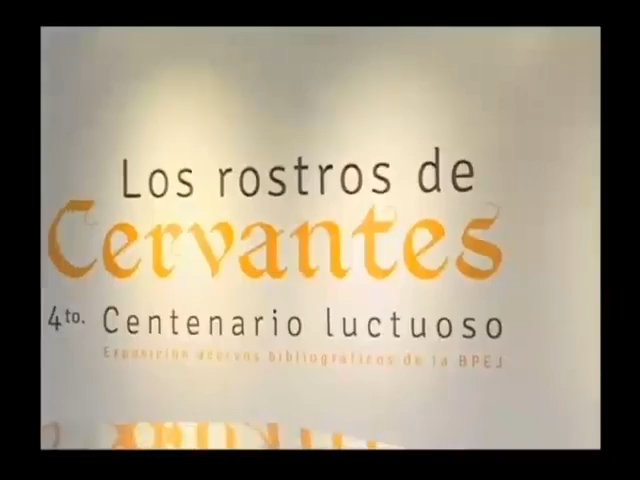 Los rostros de
Cervantes
4to. Centenario luctuoso
Exposición acervos bibliográficos de la BPEJ